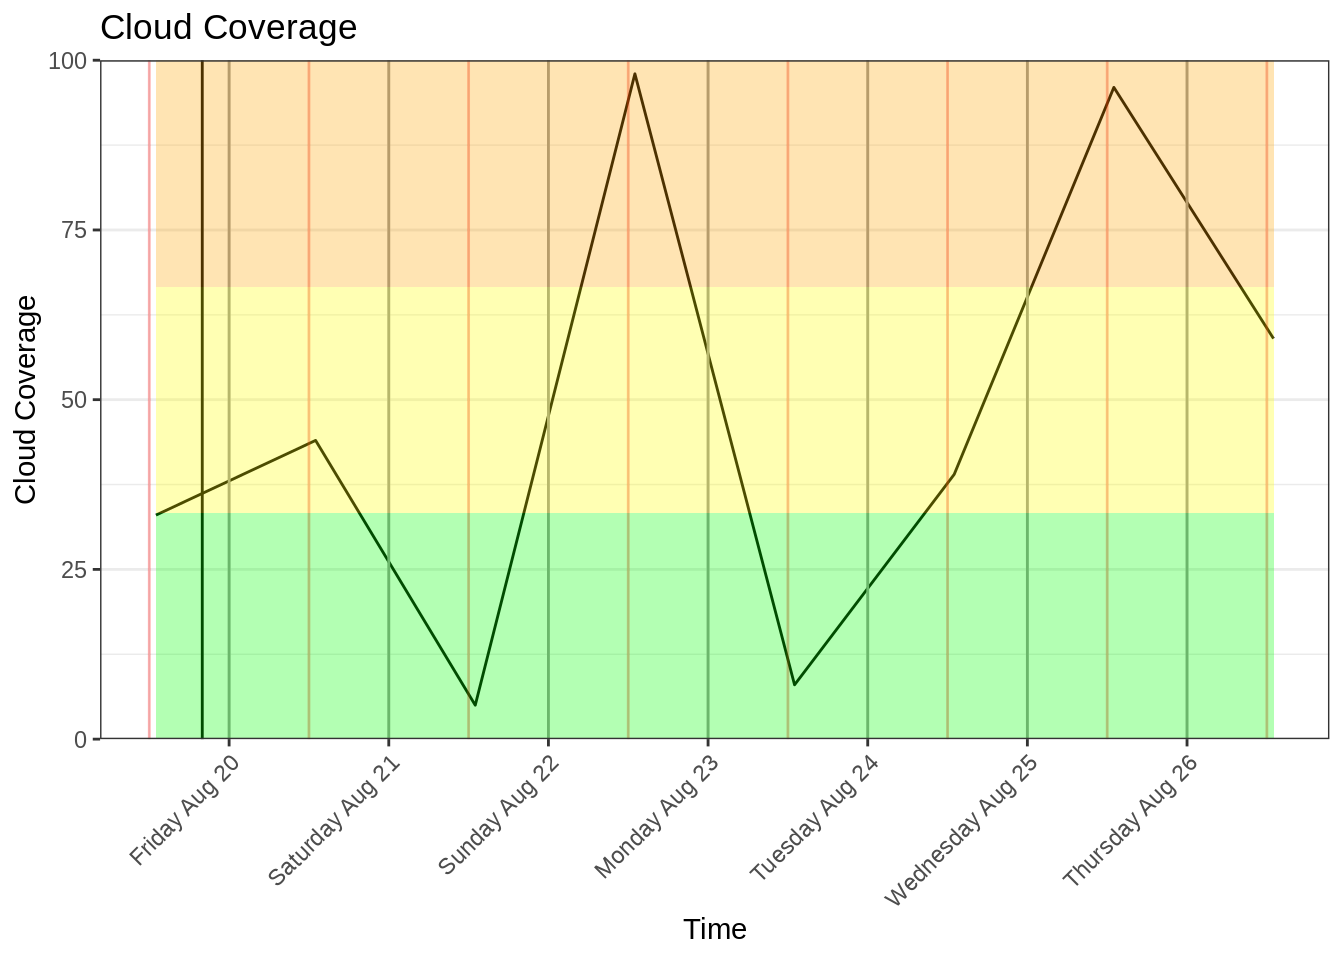 Cloud Coverage
Cloud Coverage
100
75
50
25
0
Friday Aug 20
Saturday Aug 21
Sunday Aug 22
Monday Aug 23
Tuesday Aug 24
Wednesday Aug 25
Thursday Aug 26
Time